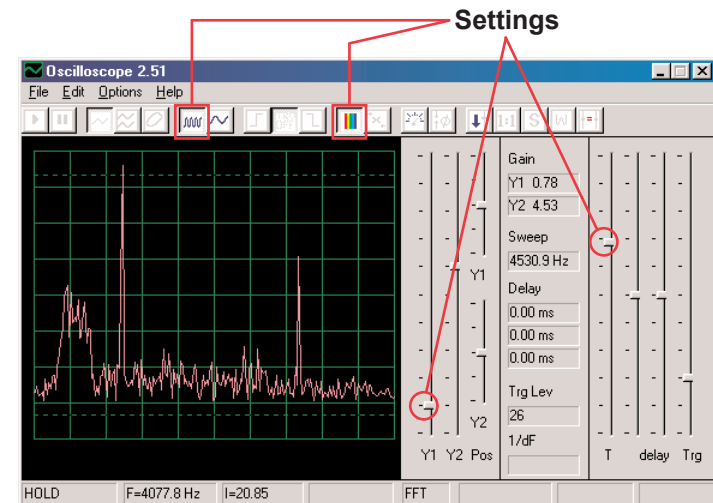 Settings
Oscilloscope 2.51
File Edit Options Help
1:1 S W
Gain
Y1 0.78
Y2 4.53
Sweep
4530.9 Hz
Y1
Delay
0.00 ms
0.00 ms
0.00 ms
Trg Lev
26
Y2
1/dF
Y1 Y2 Pos
T delay Trg
HOLD F=4077.8 Hz I=20.85 FFT